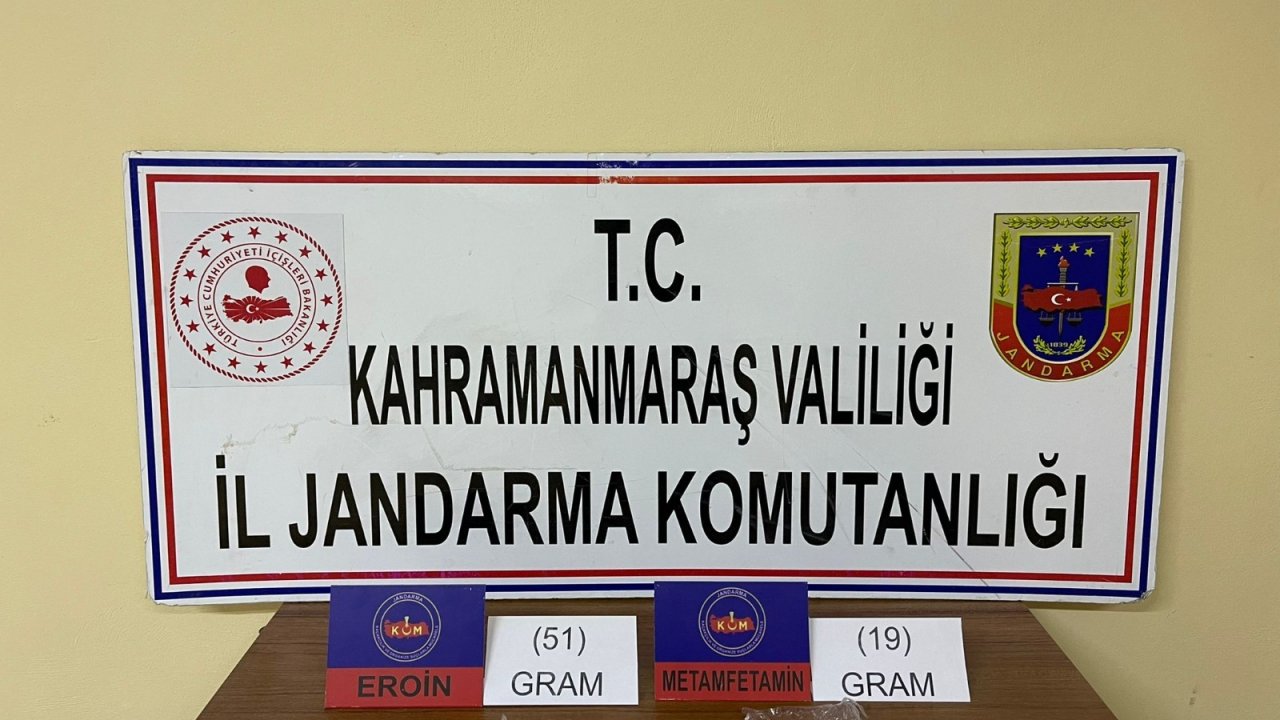 T.C.
KAHRAMANMARAŞ VALİLİĞİ
İL JANDARMA KOMUTANLIĞI
TÜRKİYE CUMHURİYETİ İÇİŞLERİ BAKANLIĞI
1839
JANDARMA
JANDARMA
KOM
EROİN
(51)
GRAM
JANDARMA
KOM
METAMFETAMİN
(19)
GRAM